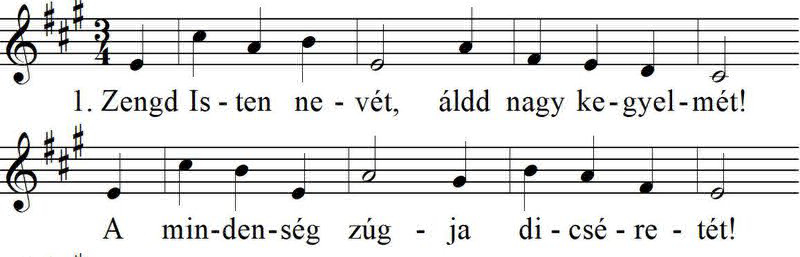 3
4
1. Zengd Is - ten ne - vét, áldd nagy ke - gyel - mét!
A min - den - ség zúg - ja di - csé - re - tét!